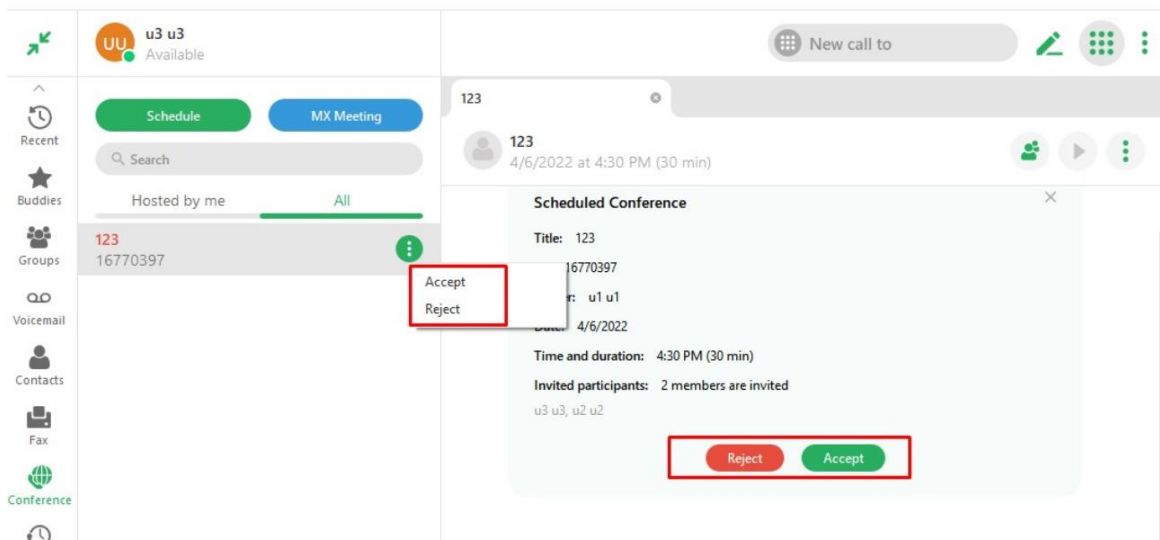 UU
u3 u3
Available
New call to
Recent
Buddies
Groups
Voicemail
Contacts
Fax
Conference
Schedule
MX Meeting
Search
Hosted by me
All
123
16770397
Accept
Reject
123
123
4/6/2022 at 4:30 PM (30 min)
Scheduled Conference
Title: 123
16770397
r: u1 u1
Date: 4/6/2022
Time and duration: 4:30 PM (30 min)
Invited participants: 2 members are invited
u3 u3, u2 u2
Reject
Accept